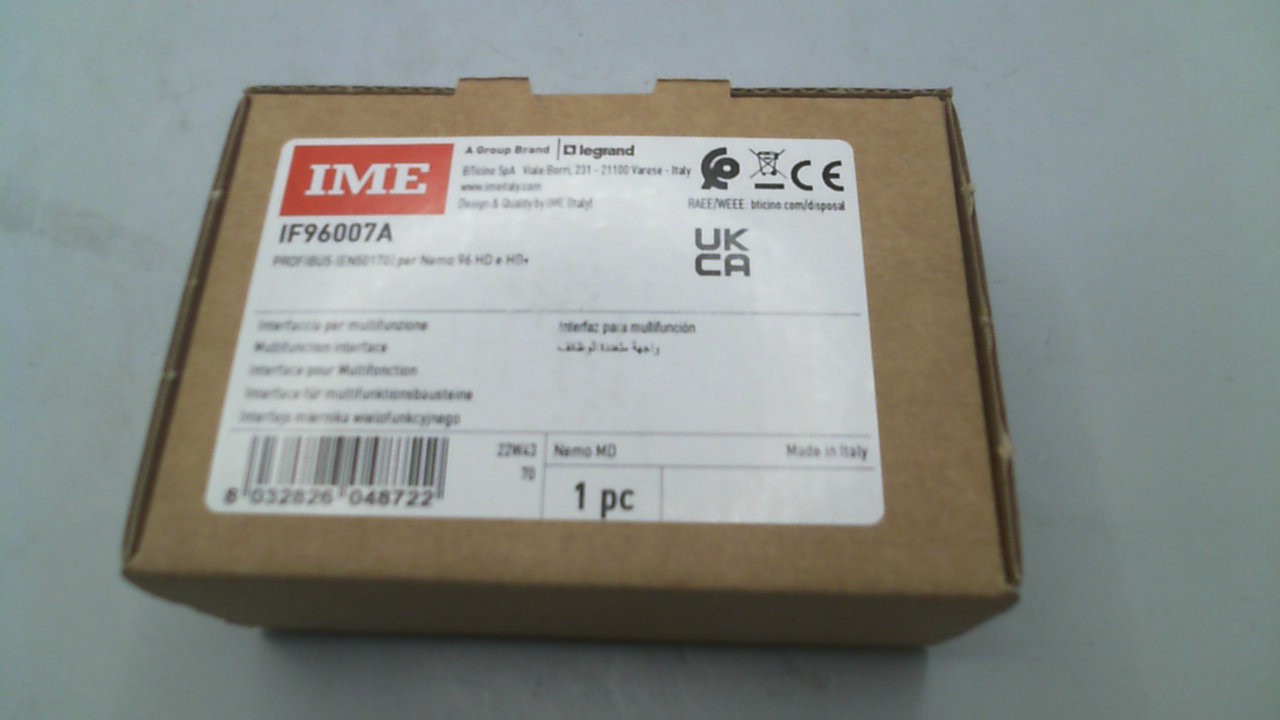 IME
A Group Brand | legrand
BTicino SpA Viale Borri, 231 - 21100 Varese - Italy
www.imeitaly.com
Design & Quality by IME (Italy)
CE
RAEE/WEEE: bticino.com/disposal
IF96007A
UK
CA
PROFIBUS (EN50170) per Nemo 96 HD e HD+
Interfaccia per multifunzione
Multifunction interface
Interface pour Multifonction
Interface für multifunktionsbausteine
Interfejs miernika wielofunkcyjnego
Interfaz para multifunción
واجهة متعددة الوظائف
22W43
70
Nemo MD
Made in Italy
1 pc
8 032826 048722